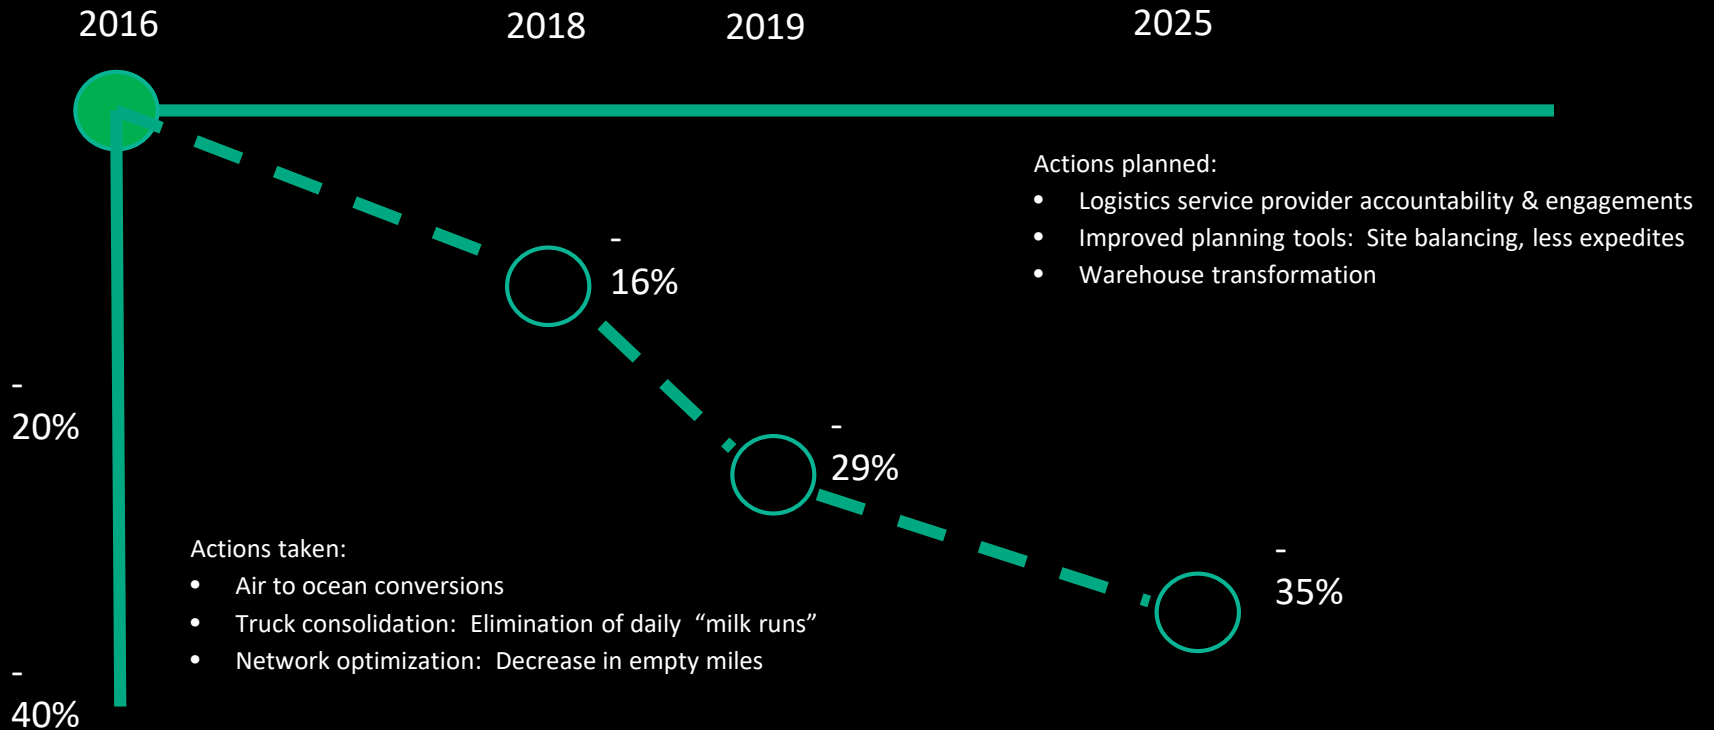 2016
2018
2019
2025
Actions planned:
• Logistics service provider accountability & engagements
• Improved planning tools: Site balancing, less expedites
• Warehouse transformation
-
16%
-
20%
-
29%
Actions taken:
• Air to ocean conversions
• Truck consolidation: Elimination of daily “milk runs”
• Network optimization: Decrease in empty miles
-
35%
-
40%